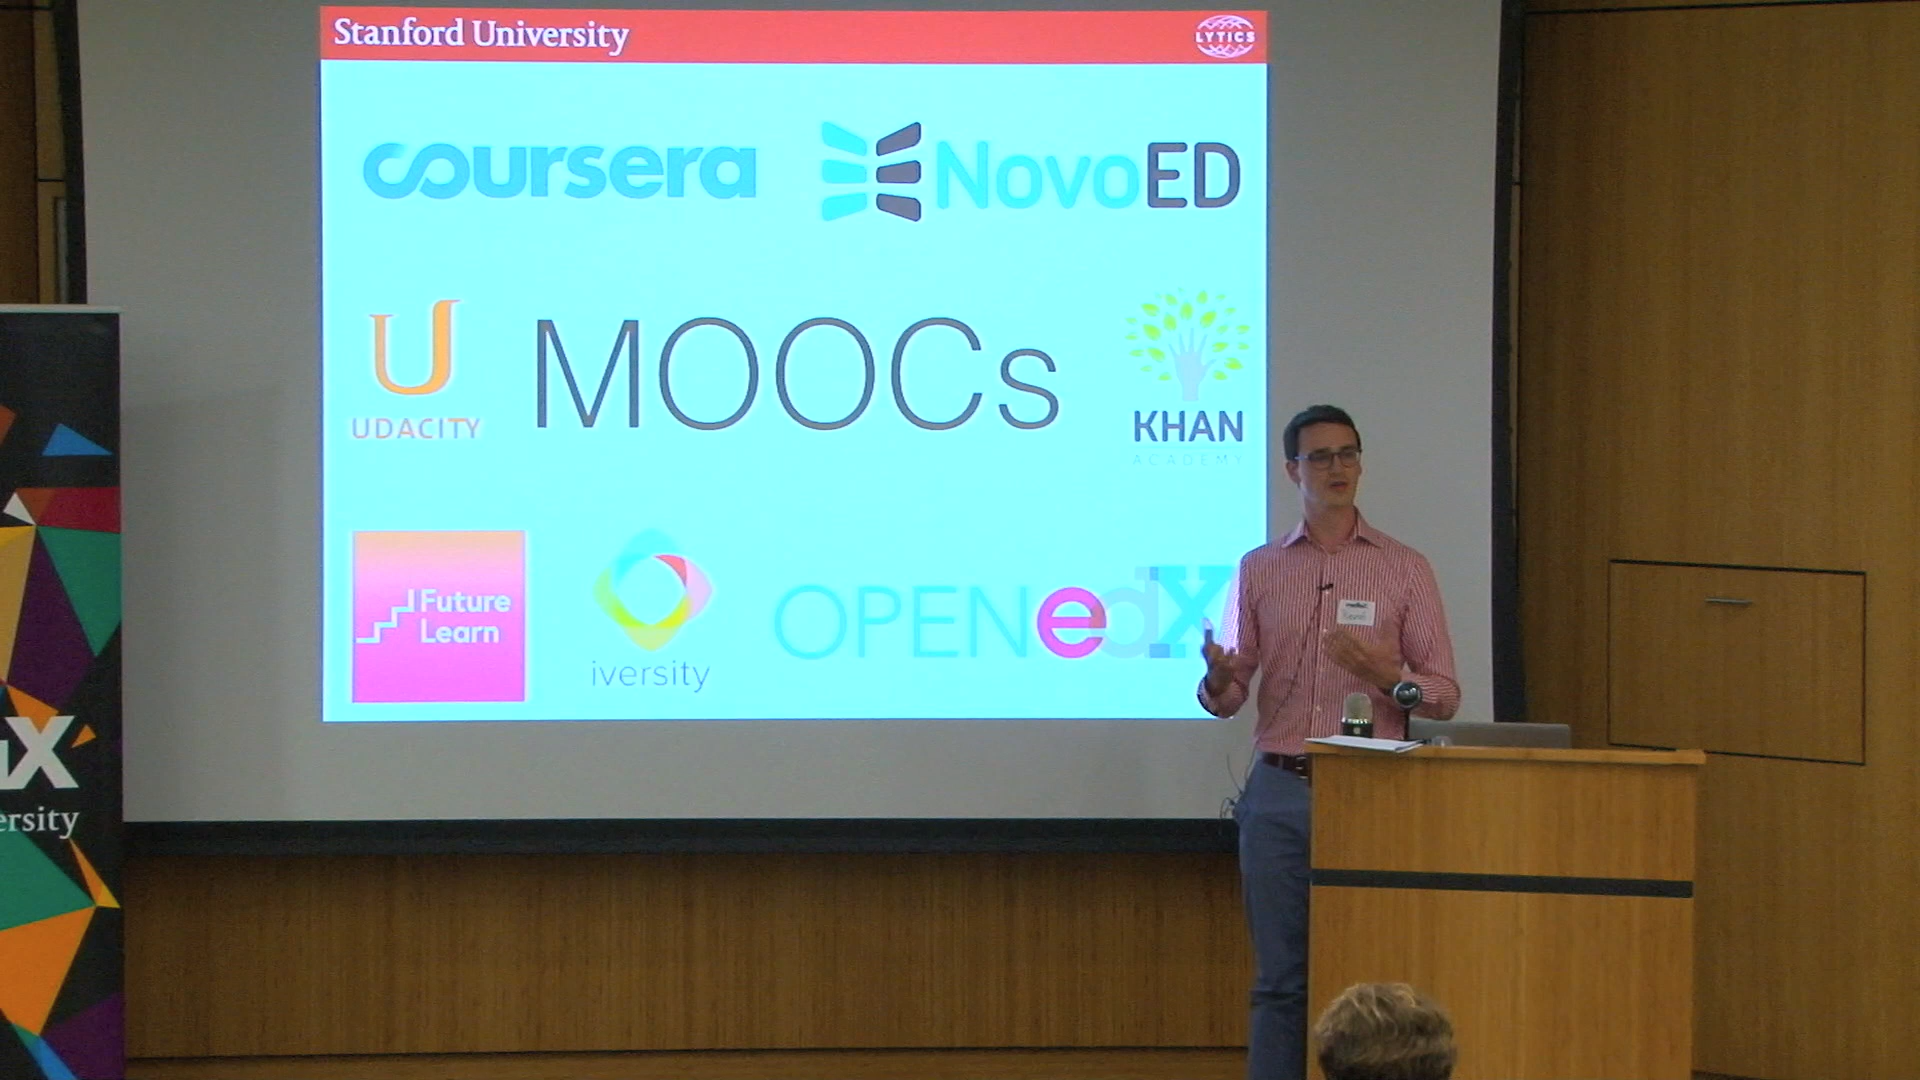 Stanford University
LYTICS
coursera
NovoED
UDACITY
MOOCs
KHAN
ACADEMY
Future
Learn
iversity
OPENedX
X
ersity